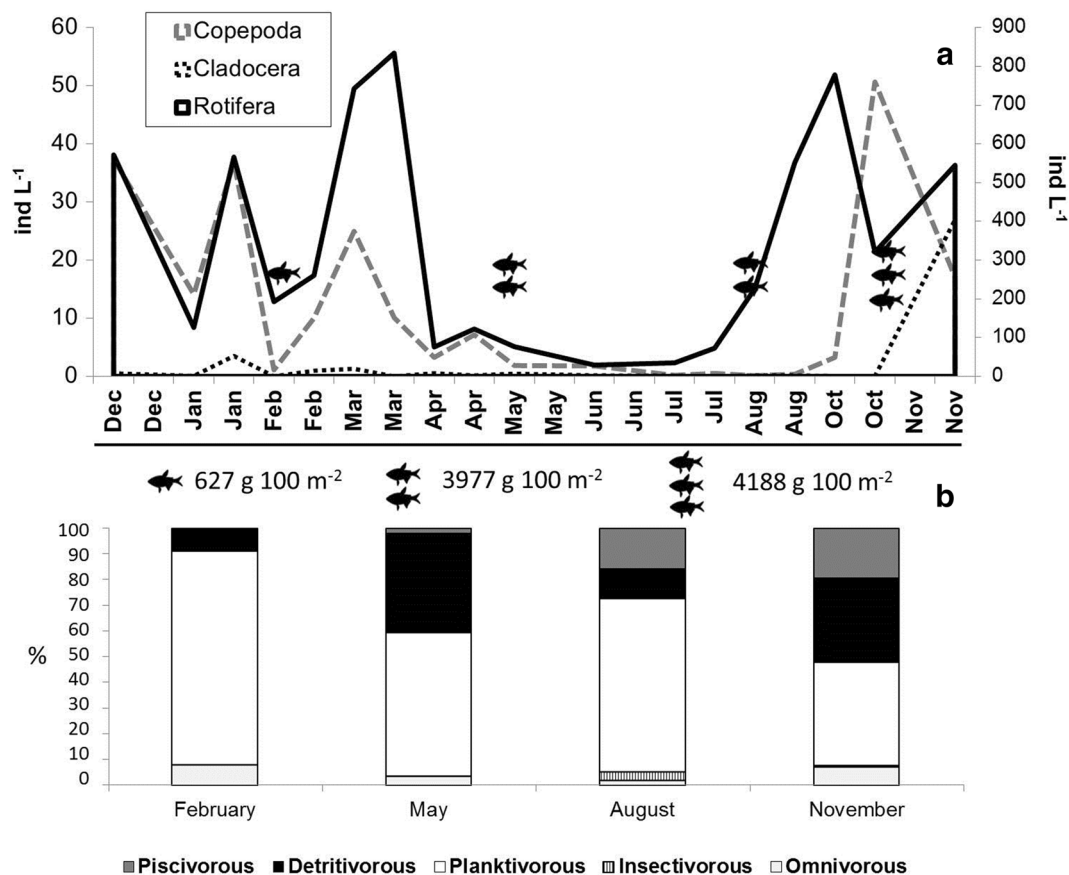 60
50
40
30
20
10
0
ind L-1
Copepoda
Cladocera
Rotifera
a
900
800
700
600
500
400
300
200
100
0
ind L-1
Dec Dec Jan Jan Feb Feb Mar Mar Apr Apr May May Jun Jun Jul Jul Aug Aug Oct Oct Nov Nov
627 g 100 m-2 3977 g 100 m-2 4188 g 100 m-2
b
100
90
80
70
60
50
40
30
20
10
0
%
February May August November
Piscivorous Detritivorous Planktivorous Insectivorous Omnivorous